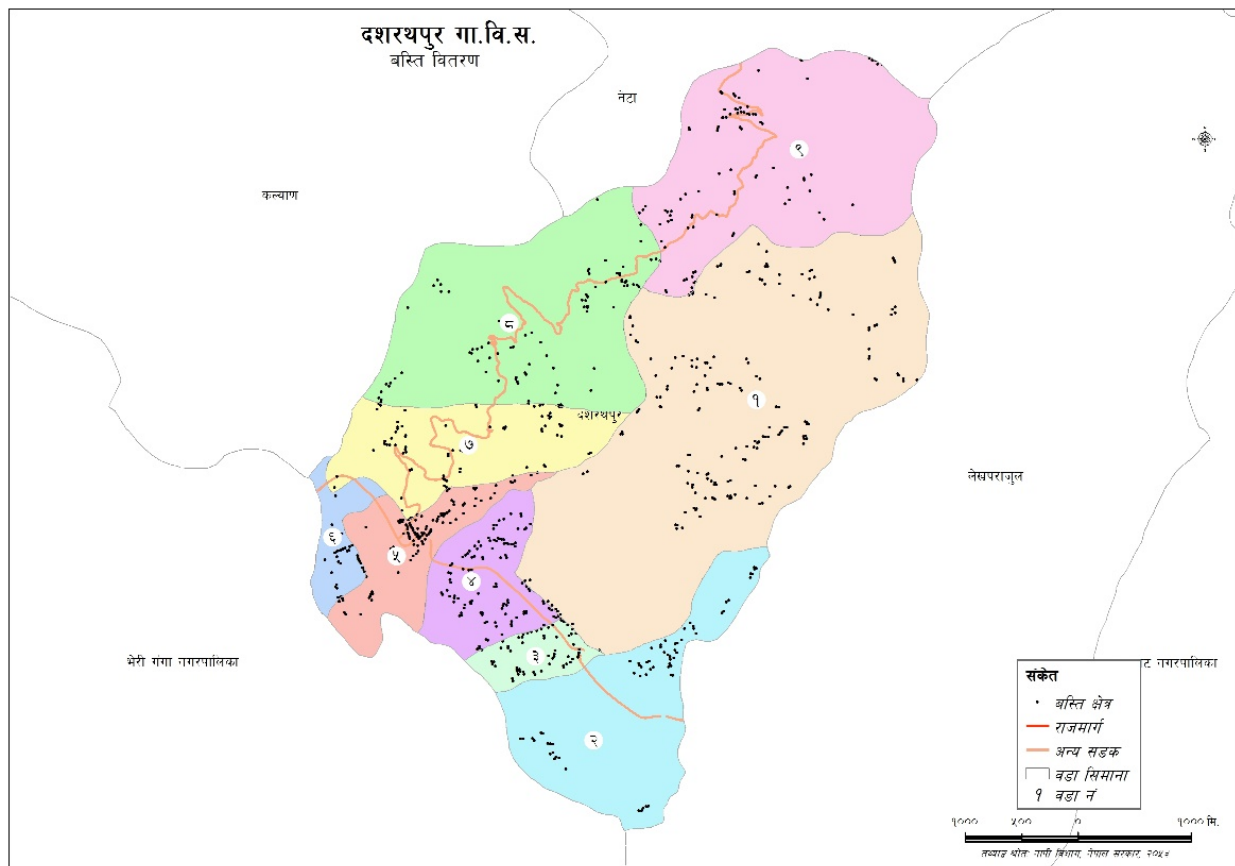 दशरथपुर गा.वि.स.
बस्ति वितरण
नेटा
कल्याण
९
८
दशरथपुर
१
७
लेखपराजुल
६
५
४
३
भेरी गंगा नगरपालिका
ट नगरपालिका
२
संकेत
बस्ति क्षेत्र
राजमार्ग
अन्य सडक
वडा सिमाना
१ वडा नं
१००० ५०० ० १००० मि.
नापी विभाग, नेपाल सरकार,